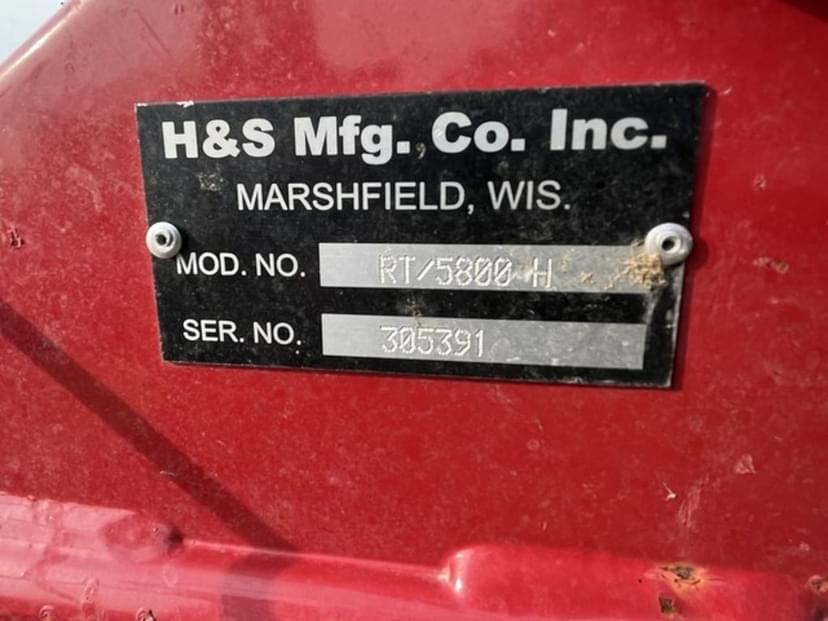 H&S Mfg. Co. Inc.
MARSHFIELD, WIS.
MOD. NO. RT/5800 H
SER. NO. 305391